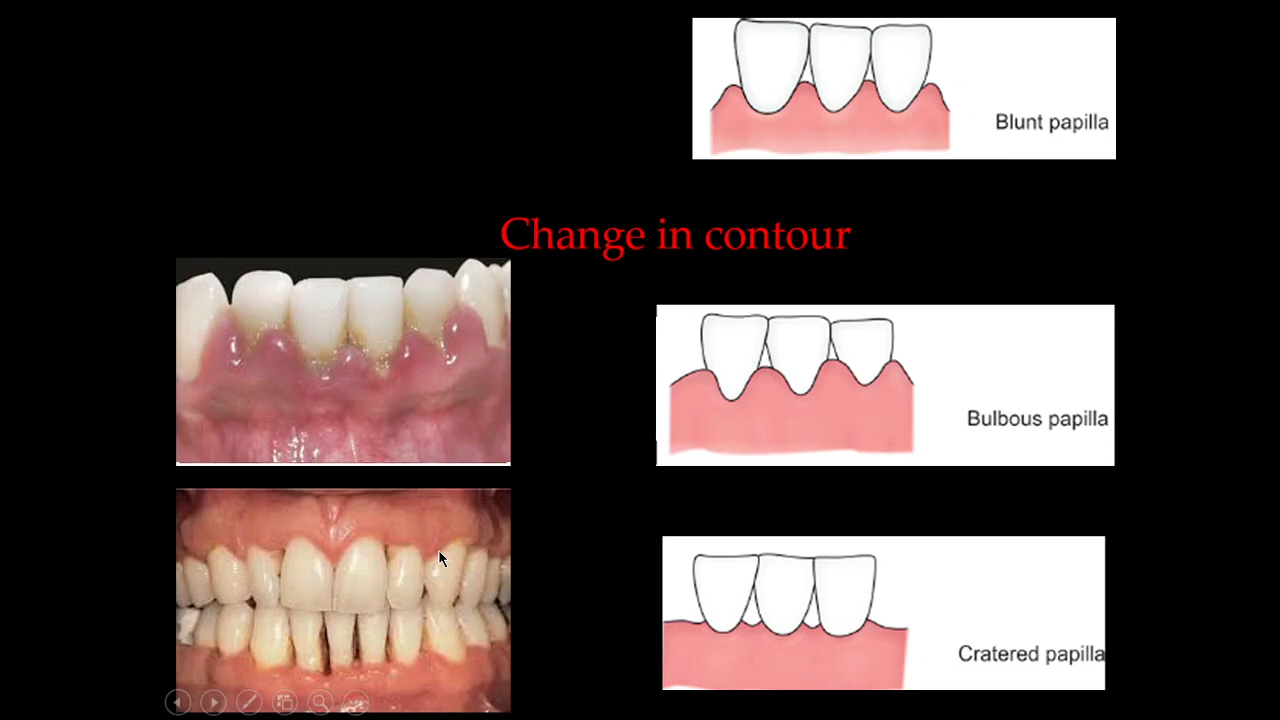 Blunt papilla
Change in contour
Bulbous papilla
Cratered papilla